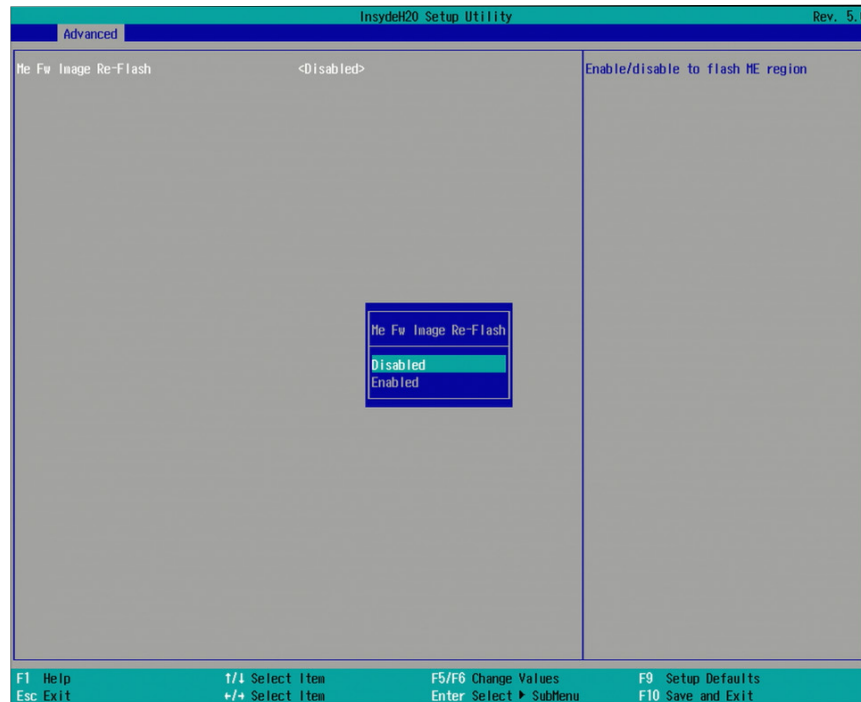 InsydeH2O Setup Utility Rev. 5.
Advanced
Me Fw Image Re-Flash <Disabled>
Enable/disable to flash ME region
Me Fw Image Re-Flash
Disabled
Enabled
F1 Help ↑/↓ Select Item F5/F6 Change Values F9 Setup Defaults
Esc Exit ←/→ Select Item Enter Select ▶ SubMenu F10 Save and Exit